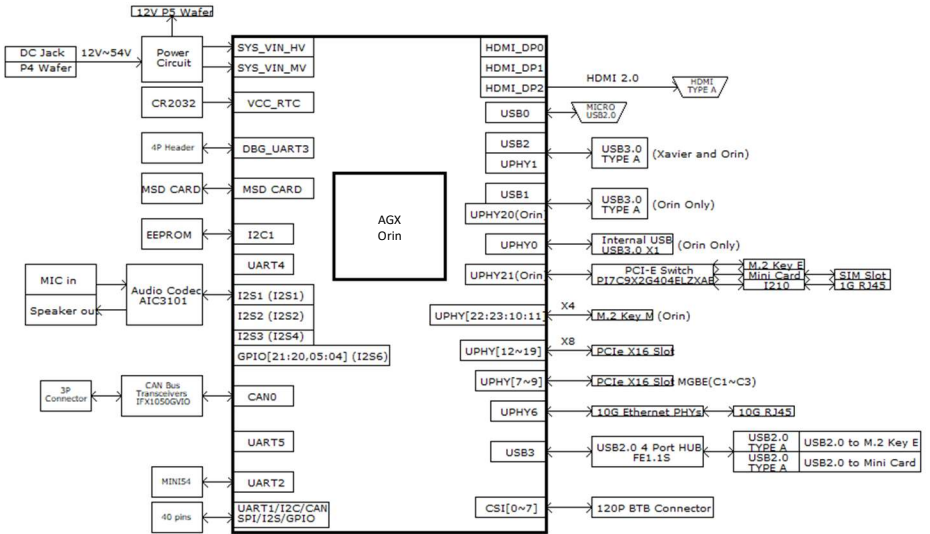 12V P5 Wafer
DC Jack
P4 Wafer
12V~54V
Power
Circuit
SYS_VIN_HV
SYS_VIN_MV
CR2032
VCC_RTC
4P Header
DBG_UART3
MSD CARD
MSD CARD
EEPROM
I2C1
UART4
MIC in
Speaker out
Audio Codec
AIC3101
I2S1 (I2S1)
I2S2 (I2S2)
I2S3 (I2S4)
GPIO[21:20,05:04] (I2S6)
3P
Connector
CAN Bus
Transceivers
IFX1050GVIO
CAN0
UART5
MINI54
UART2
40 pins
UART1/I2C/CAN
SPI/I2S/GPIO
AGX
Orin
HDMI_DP0
HDMI_DP1
HDMI_DP2
HDMI 2.0
HDMI
TYPE A
USB0
MICRO
USB2.0
USB2
UPHY1
USB3.0
TYPE A
(Xavier and Orin)
USB1
UPHY20(Orin
USB3.0
TYPE A
(Orin Only)
UPHY0
Internal USB
USB3.0 X1
(Orin Only)
UPHY21(Orin)
PCI-E Switch
PI7C9X2G404ELZXAE
M.2 Key E
Mini Card
I210
SIM Slot
1G RJ45
UPHY[22:23:10:11]
X4
M.2 Key M
(Orin)
UPHY[12~19]
X8
PCIe X16 Slot
UPHY[7~9]
PCIe X16 Slot
MGBE(C1~C3)
UPHY6
10G Ethernet PHYs
10G RJ45
USB3
USB2.0 4 Port HUB
FE1.1S
USB2.0
TYPE A
USB2.0 to M.2 Key E
USB2.0
TYPE A
USB2.0 to Mini Card
CSI[0~7]
120P BTB Connector